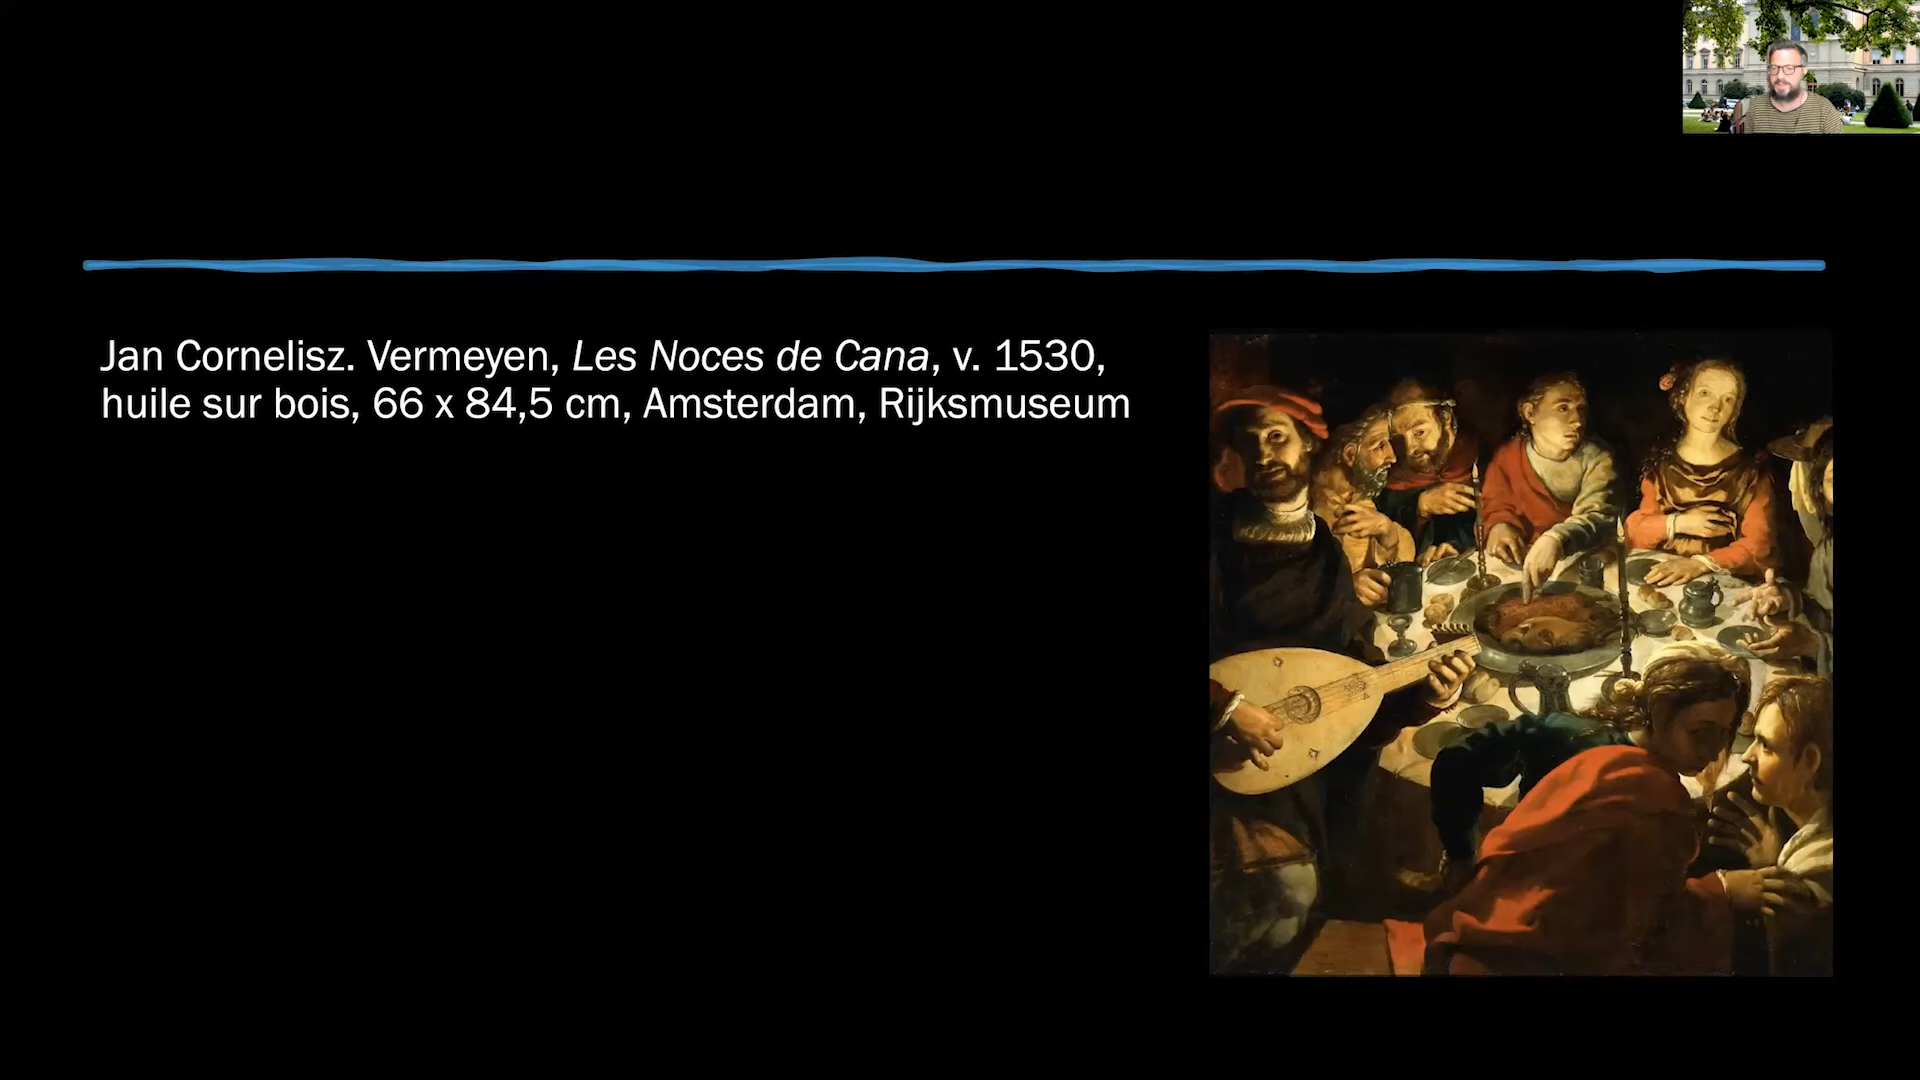 Jan Cornelisz. Vermeyen, Les Noces de Cana, v. 1530,
huile sur bois, 66 x 84,5 cm, Amsterdam, Rijksmuseum